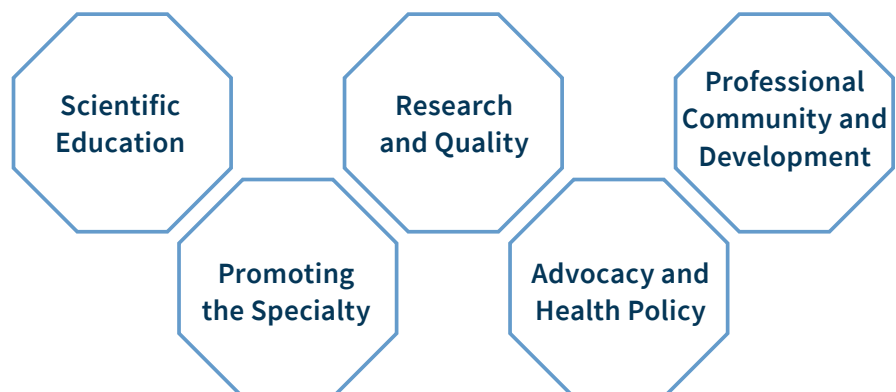 Scientific
Education
Research
and Quality
Professional
Community and
Development
Promoting
the Specialty
Advocacy and
Health Policy